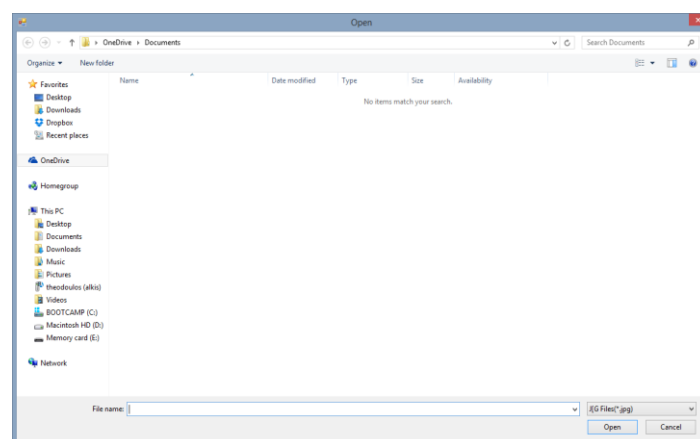 Open
OneDrive ▸ Documents
Search Documents
Organize
New folder
Name
Date modified
Type
Size
Availability
No items match your search.
Favorites
Desktop
Downloads
Dropbox
Recent places
OneDrive
Homegroup
This PC
Desktop
Documents
Downloads
Music
Pictures
theodoulos (alkis)
Videos
BOOTCAMP (C:)
Macintosh HD (D:)
Memory card (E:)
Network
File name:
JPG Files(*.jpg)
Open
Cancel